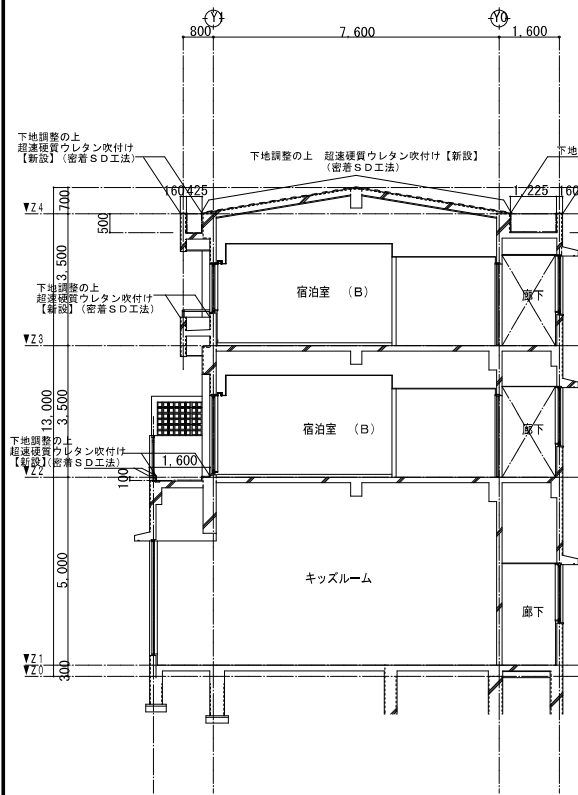 Y1
Y0
800
7,600
1,600
下地調整の上
超速硬質ウレタン吹付け
【新設】(密着SD工法)
下地調整の上 超速硬質ウレタン吹付け【新設】
(密着SD工法)
下地
160
425
1,225
160
700
▼Z4
500
3,500
下地調整の上
超速硬質ウレタン吹付け
【新設】(密着SD工法)
宿泊室 (B)
廊下
▼Z3
13,000
3,500
宿泊室 (B)
廊下
下地調整の上
超速硬質ウレタン吹付け
【新設】(密着SD工法)
1,600
▼Z2
100
5,000
キッズルーム
廊下
▼Z1
▼Z0
300